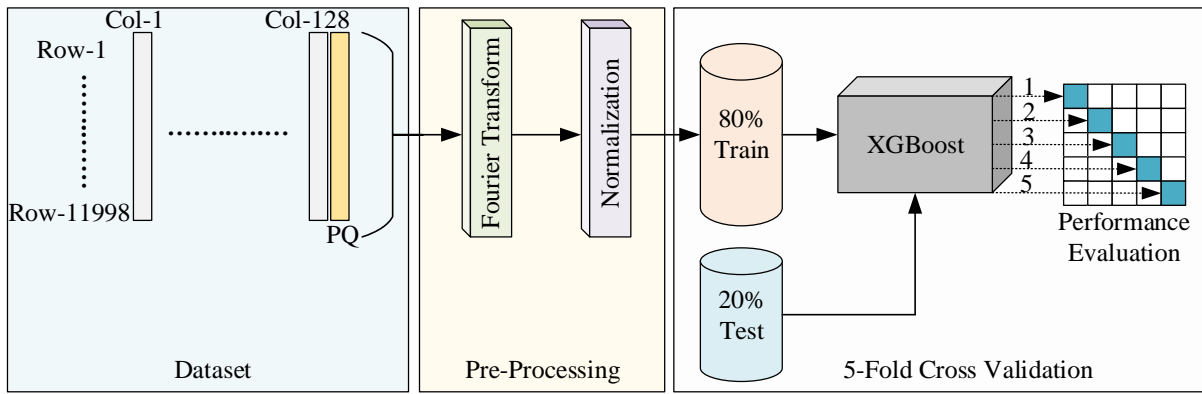 Col-1
Col-128
Row-1
Row-11998
PQ
Dataset
Fourier Transform
Normalization
Pre-Processing
80%
Train
20%
Test
XGBoost
1
2
3
4
5
Performance
Evaluation
5-Fold Cross Validation